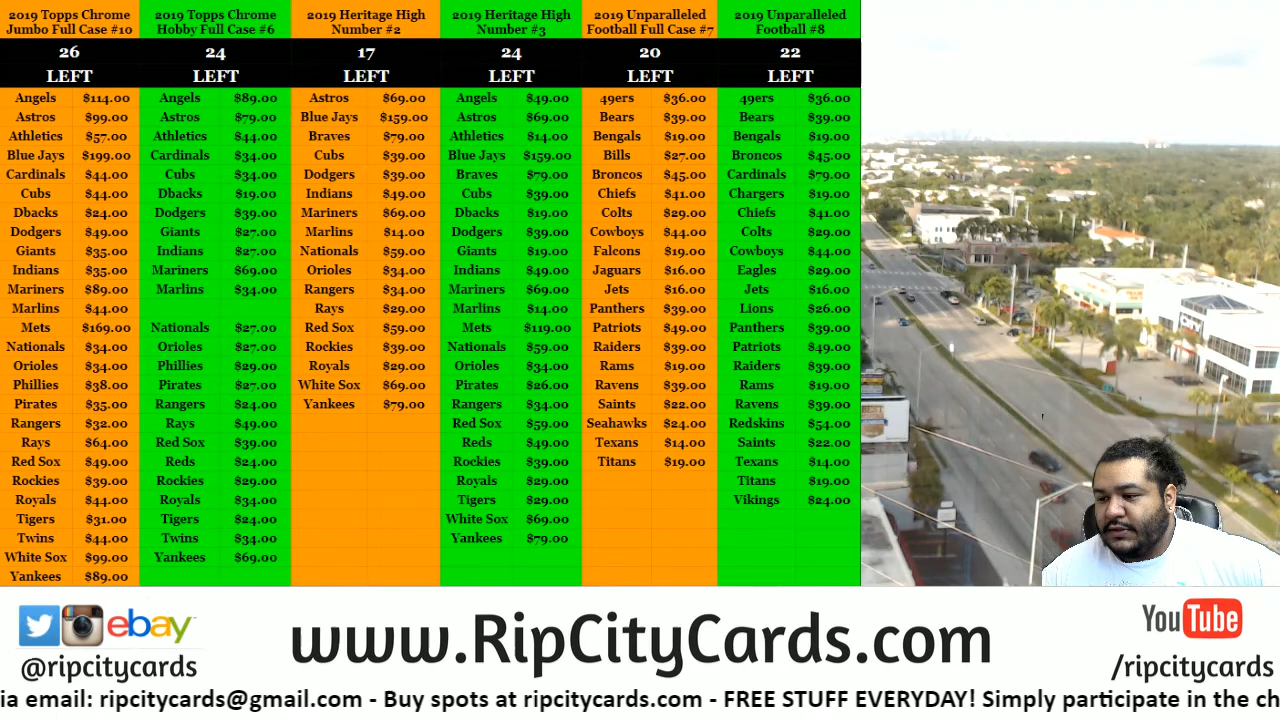 2019 Topps Chrome
Jumbo Full Case #10
26
LEFT
Angels $114.00
Astros $99.00
Athletics $57.00
Blue Jays $199.00
Cardinals $44.00
Cubs $44.00
Dbacks $24.00
Dodgers $49.00
Giants $35.00
Indians $35.00
Mariners $89.00
Marlins $44.00
Mets $169.00
Nationals $34.00
Orioles $34.00
Phillies $38.00
Pirates $35.00
Rangers $32.00
Rays $64.00
Red Sox $49.00
Rockies $39.00
Royals $44.00
Tigers $31.00
Twins $44.00
White Sox $99.00
Yankees $89.00
2019 Topps Chrome
Hobby Full Case #6
24
LEFT
Angels $89.00
Astros $79.00
Athletics $44.00
Cardinals $34.00
Cubs $34.00
Dbacks $19.00
Dodgers $39.00
Giants $27.00
Indians $27.00
Mariners $69.00
Marlins $34.00
Nationals $27.00
Orioles $27.00
Phillies $29.00
Pirates $27.00
Rangers $24.00
Rays $49.00
Red Sox $39.00
Reds $24.00
Rockies $29.00
Royals $34.00
Tigers $24.00
Twins $34.00
Yankees $69.00
2019 Heritage High
Number #2
17
LEFT
Astros $69.00
Blue Jays $159.00
Braves $79.00
Cubs $39.00
Dodgers $39.00
Indians $49.00
Mariners $69.00
Marlins $14.00
Nationals $59.00
Orioles $34.00
Rangers $34.00
Rays $29.00
Red Sox $59.00
Rockies $39.00
Royals $29.00
White Sox $69.00
Yankees $79.00
2019 Heritage High
Number #3
24
LEFT
Angels $49.00
Astros $69.00
Athletics $14.00
Blue Jays $159.00
Braves $79.00
Cubs $39.00
Dbacks $19.00
Dodgers $39.00
Giants $19.00
Indians $49.00
Mariners $69.00
Marlins $14.00
Mets $119.00
Nationals $59.00
Orioles $34.00
Pirates $26.00
Rangers $34.00
Red Sox $59.00
Reds $49.00
Rockies $39.00
Royals $29.00
Tigers $29.00
White Sox $69.00
Yankees $79.00
2019 Unparalleled
Football Full Case #7
20
LEFT
49ers $36.00
Bears $39.00
Bengals $19.00
Bills $27.00
Broncos $45.00
Chiefs $41.00
Colts $29.00
Cowboys $44.00
Falcons $19.00
Jaguars $16.00
Jets $16.00
Panthers $39.00
Patriots $49.00
Raiders $39.00
Rams $19.00
Ravens $39.00
Saints $22.00
Seahawks $24.00
Texans $14.00
Titans $19.00
2019 Unparalleled
Football #8
22
LEFT
49ers $36.00
Bears $39.00
Bengals $19.00
Broncos $45.00
Cardinals $79.00
Chargers $19.00
Chiefs $41.00
Colts $29.00
Cowboys $44.00
Eagles $29.00
Jets $16.00
Lions $26.00
Panthers $39.00
Patriots $49.00
Raiders $39.00
Rams $19.00
Ravens $39.00
Redskins $54.00
Saints $22.00
Texans $14.00
Titans $19.00
Vikings $24.00
ebay
@ripcitycards
www.RipCityCards.com
YouTube
/ripcitycards
ia email: ripcitycards@gmail.com - Buy spots at ripcitycards.com - FREE STUFF EVERYDAY! Simply participate in the ch